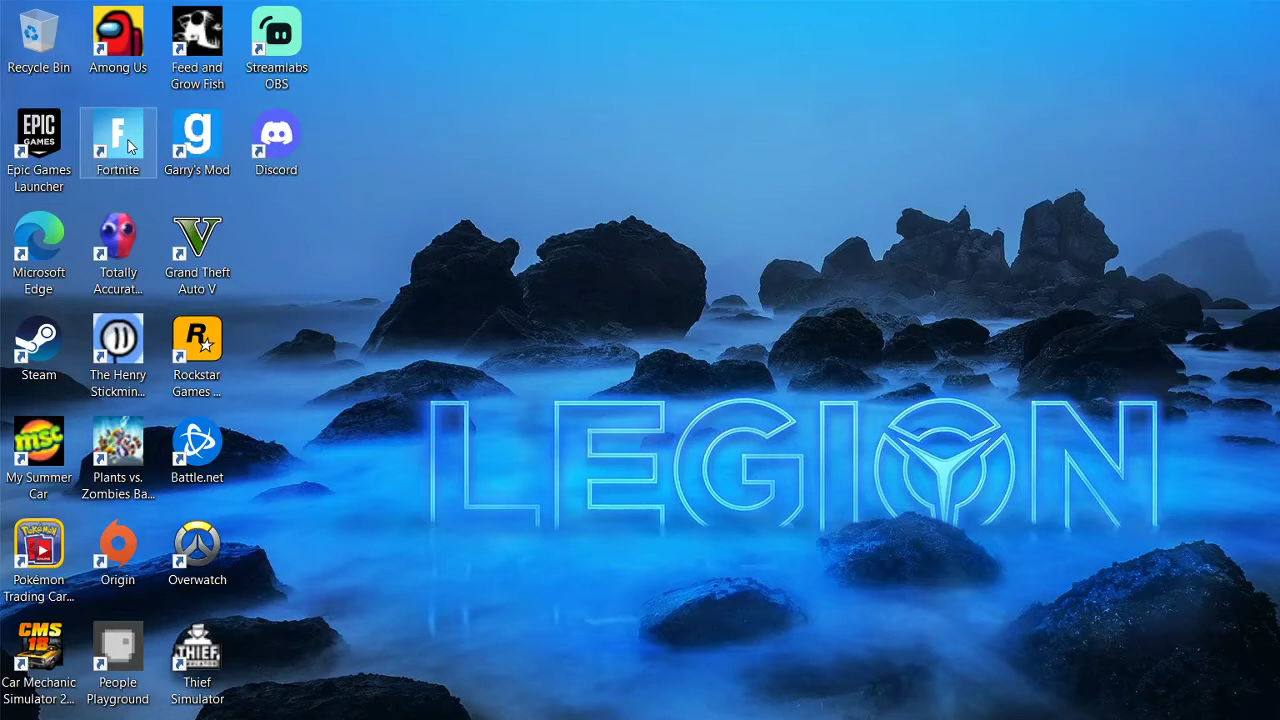 Recycle Bin
Among Us
Feed and
Grow Fish
Streamlabs
OBS
EPIC
GAMES
Epic Games
Launcher
F
Fortnite
g
Garry's Mod
Discord
Microsoft
Edge
Totally
Accurat...
V
Grand Theft
Auto V
Steam
The Henry
Stickmin...
R
Rockstar
Games ...
msc
My Summer
Car
Plants vs.
Zombies Ba...
Battle.net
Pokémon
Trading Car...
Origin
Overwatch
CMS
18
Car Mechanic
Simulator 2...
People
Playground
THIEF
Thief
Simulator
LEGION